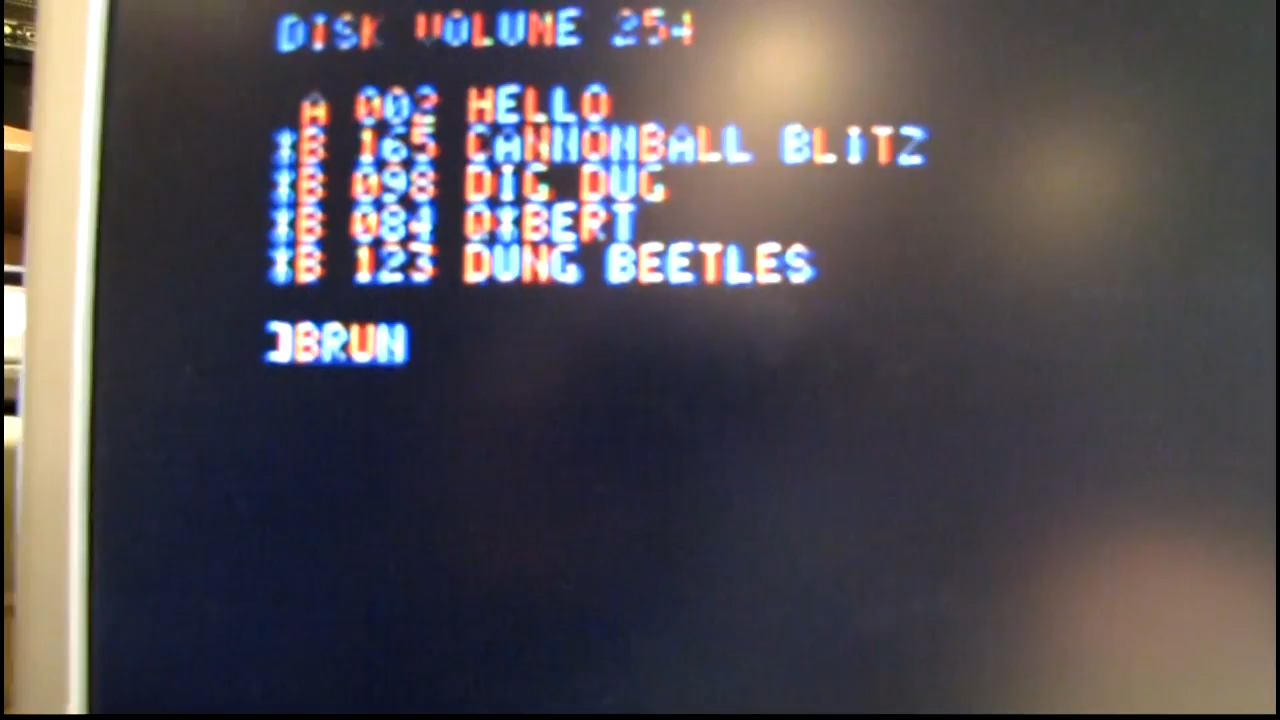 DISK VOLUME 254
A 002 HELLO
*B 165 CANNONBALL BLITZ
*B 098 DIG DUG
*B 084 Q*BERT
*B 123 DUNG BEETLES
]BRUN